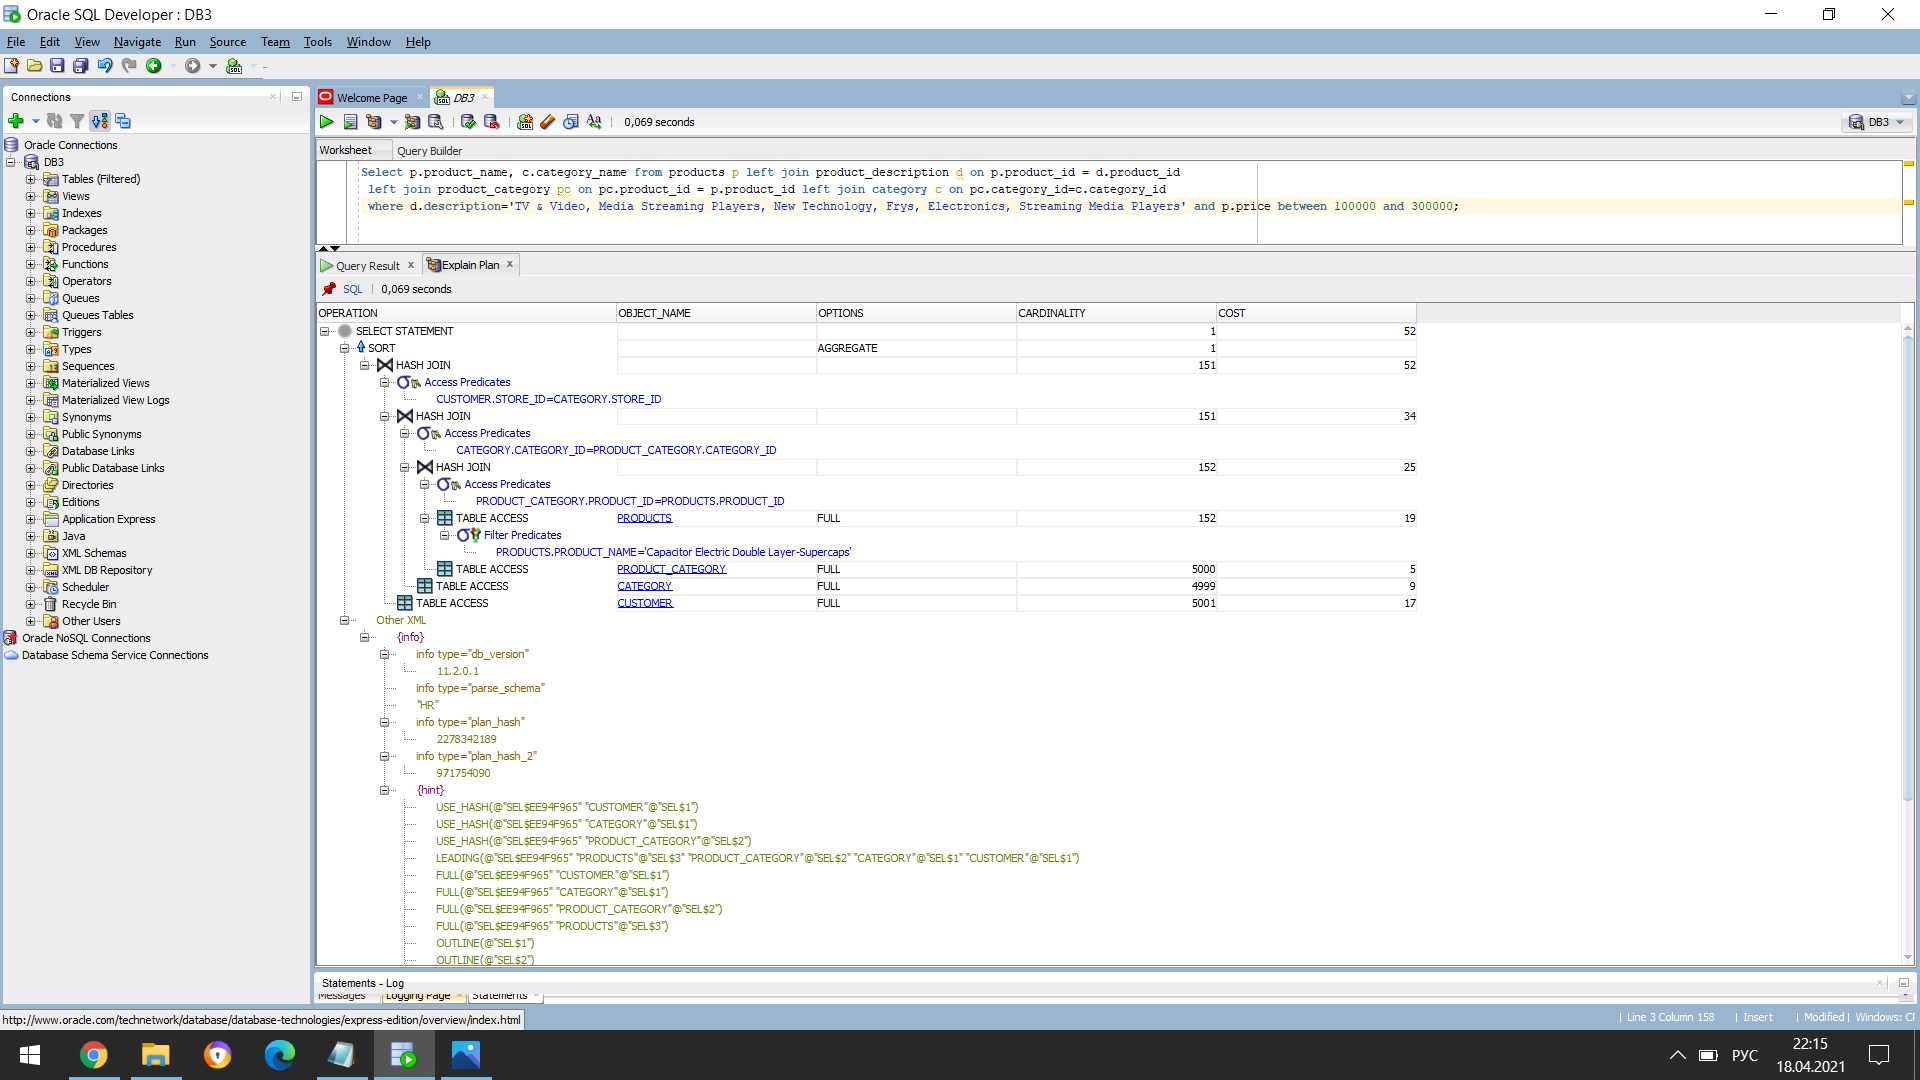 Oracle SQL Developer : DB3
File Edit View Navigate Run Source Team Tools Window Help
Connections
Welcome Page
DB3
0,069 seconds
DB3
Worksheet Query Builder
Select p.product_name, c.category_name from products p left join product_description d on p.product_id = d.product_id
left join product_category pc on pc.product_id = p.product_id left join category c on pc.category_id=c.category_id
where d.description='TV & Video, Media Streaming Players, New Technology, Frys, Electronics, Streaming Media Players' and p.price between 100000 and 300000;
Oracle Connections
DB3
Tables (Filtered)
Views
Indexes
Packages
Procedures
Functions
Operators
Queues
Queues Tables
Triggers
Types
Sequences
Materialized Views
Materialized View Logs
Synonyms
Public Synonyms
Database Links
Public Database Links
Directories
Editions
Application Express
Java
XML Schemas
XML DB Repository
Scheduler
Recycle Bin
Other Users
Oracle NoSQL Connections
Database Schema Service Connections
Query Result Explain Plan
SQL 0,069 seconds
OPERATION OBJECT_NAME OPTIONS CARDINALITY COST
SELECT STATEMENT 1 52
SORT AGGREGATE 1
HASH JOIN 151 52
Access Predicates
CUSTOMER.STORE_ID=CATEGORY.STORE_ID
HASH JOIN 151 34
Access Predicates
CATEGORY.CATEGORY_ID=PRODUCT_CATEGORY.CATEGORY_ID
HASH JOIN 152 25
Access Predicates
PRODUCT_CATEGORY.PRODUCT_ID=PRODUCTS.PRODUCT_ID
TABLE ACCESS PRODUCTS FULL 152 19
Filter Predicates
PRODUCTS.PRODUCT_NAME='Capacitor Electric Double Layer-Supercaps'
TABLE ACCESS PRODUCT_CATEGORY FULL 5000 5
TABLE ACCESS CATEGORY FULL 4999 9
TABLE ACCESS CUSTOMER FULL 5001 17
Other XML
{info}
info type="db_version"
11.2.0.1
info type="parse_schema"
"HR"
info type="plan_hash"
2278342189
info type="plan_hash_2"
971754090
{hint}
USE_HASH(@"SEL$EE94F965" "CUSTOMER"@"SEL$1")
USE_HASH(@"SEL$EE94F965" "CATEGORY"@"SEL$1")
USE_HASH(@"SEL$EE94F965" "PRODUCT_CATEGORY"@"SEL$2")
LEADING(@"SEL$EE94F965" "PRODUCTS"@"SEL$3" "PRODUCT_CATEGORY"@"SEL$2" "CATEGORY"@"SEL$1" "CUSTOMER"@"SEL$1")
FULL(@"SEL$EE94F965" "CUSTOMER"@"SEL$1")
FULL(@"SEL$EE94F965" "CATEGORY"@"SEL$1")
FULL(@"SEL$EE94F965" "PRODUCT_CATEGORY"@"SEL$2")
FULL(@"SEL$EE94F965" "PRODUCTS"@"SEL$3")
OUTLINE(@"SEL$1")
OUTLINE(@"SEL$2")
Statements - Log
Messages Logging Page Statements
http://www.oracle.com/technetwork/database/database-technologies/express-edition/overview/index.html
Line 3 Column 158 Insert Modified Windows: CF
РУС
22:15
18.04.2021